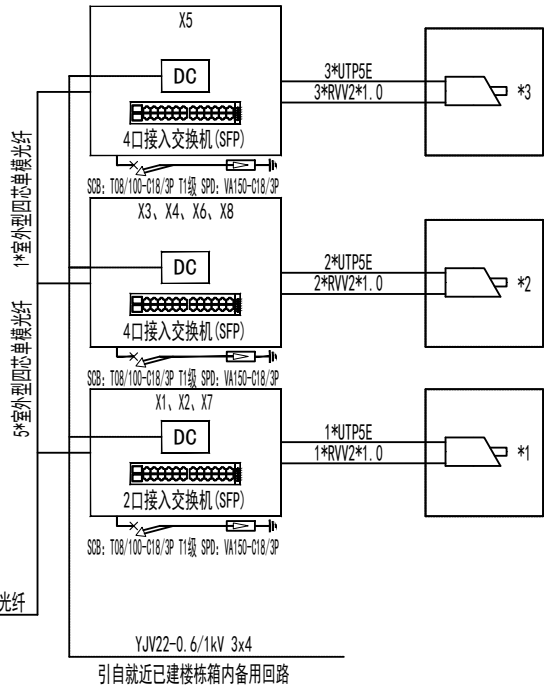 X5
DC
4口接入交换机(SFP)
3*UTP5E
3*RVV2*1.0
*3
SCB: T08/100-C18/3P T1级 SPD: VA150-C18/3P
1*室外型四芯单模光纤
X3、X4、X6、X8
DC
4口接入交换机(SFP)
2*UTP5E
2*RVV2*1.0
*2
SCB: T08/100-C18/3P T1级 SPD: VA150-C18/3P
5*室外型四芯单模光纤
X1、X2、X7
DC
2口接入交换机(SFP)
1*UTP5E
1*RVV2*1.0
*1
SCB: T08/100-C18/3P T1级 SPD: VA150-C18/3P
光纤
YJV22-0.6/1kV 3x4
引自就近已建楼栋箱内备用回路